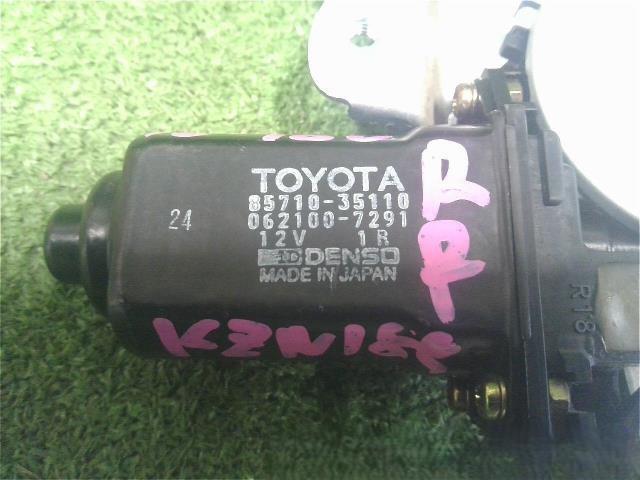 TOYOTA
85710-35110
062100-7291
12V 1R
DENSO
MADE IN JAPAN
24
RR
KZN185
R18